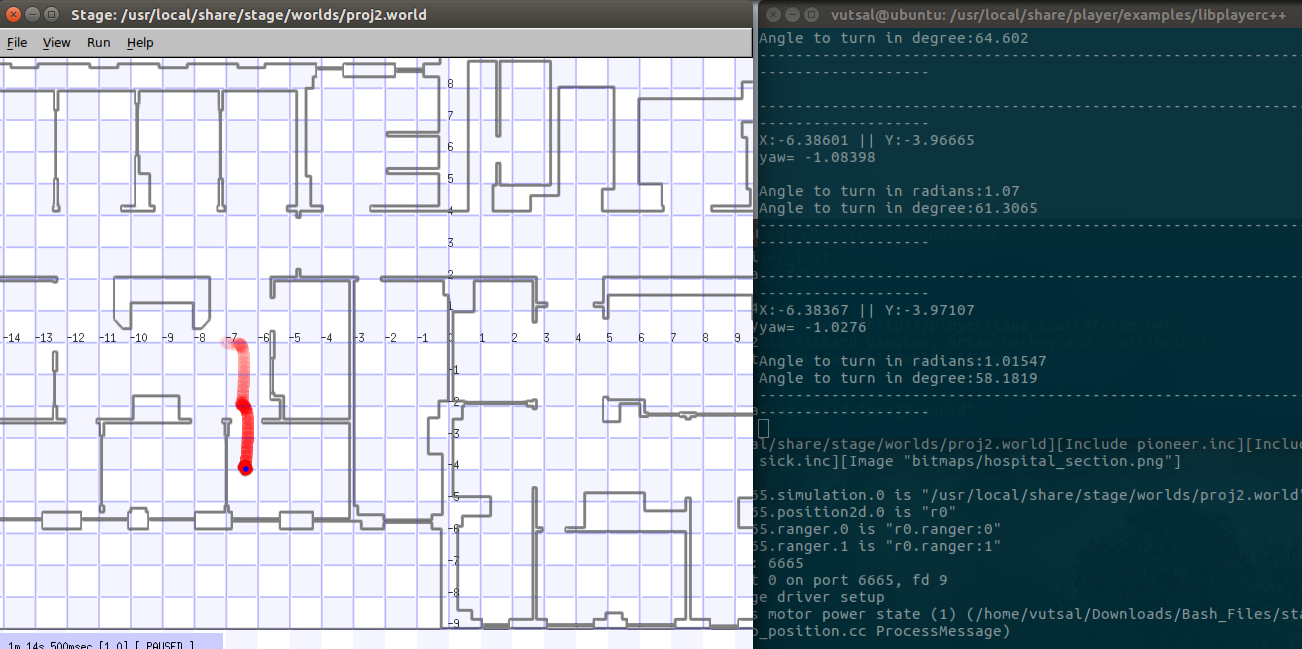 Stage: /usr/local/share/stage/worlds/proj2.world
File View Run Help
8
7
6
5
4
3
2
1
-14 -13 -12 -11 -10 -9 -8 -7 -6 -5 -4 -3 -2 -1 0 1 2 3 4 5 6 7 8 9
-1
-2
-3
-4
-5
-6
-7
-8
-9
1m 14s 500msec [1.0] [ PAUSED ]
vutsal@ubuntu: /usr/local/share/player/examples/libplayerc++
Angle to turn in degree:64.602
--------------------------------------------------------------------------------
--------------------------------------------------------------------------------
X:-6.38601 || Y:-3.96665
yaw= -1.08398
Angle to turn in radians:1.07
Angle to turn in degree:61.3065
--------------------------------------------------------------------------------
--------------------------------------------------------------------------------
X:-6.38367 || Y:-3.97107
yaw= -1.0276
Angle to turn in radians:1.01547
Angle to turn in degree:58.1819
--------------------------------------------------------------------------------
al/share/stage/worlds/proj2.world][Include pioneer.inc][Inclu
sick.inc][Image "bitmaps/hospital_section.png"]
65.simulation.0 is "/usr/local/share/stage/worlds/proj2.world"
65.position2d.0 is "r0"
65.ranger.0 is "r0.ranger:0"
65.ranger.1 is "r0.ranger:1"
: 6665
t 0 on port 6665, fd 9
ge driver setup
s motor power state (1) (/home/vutsal/Downloads/Bash_Files/sta
o_position.cc ProcessMessage)